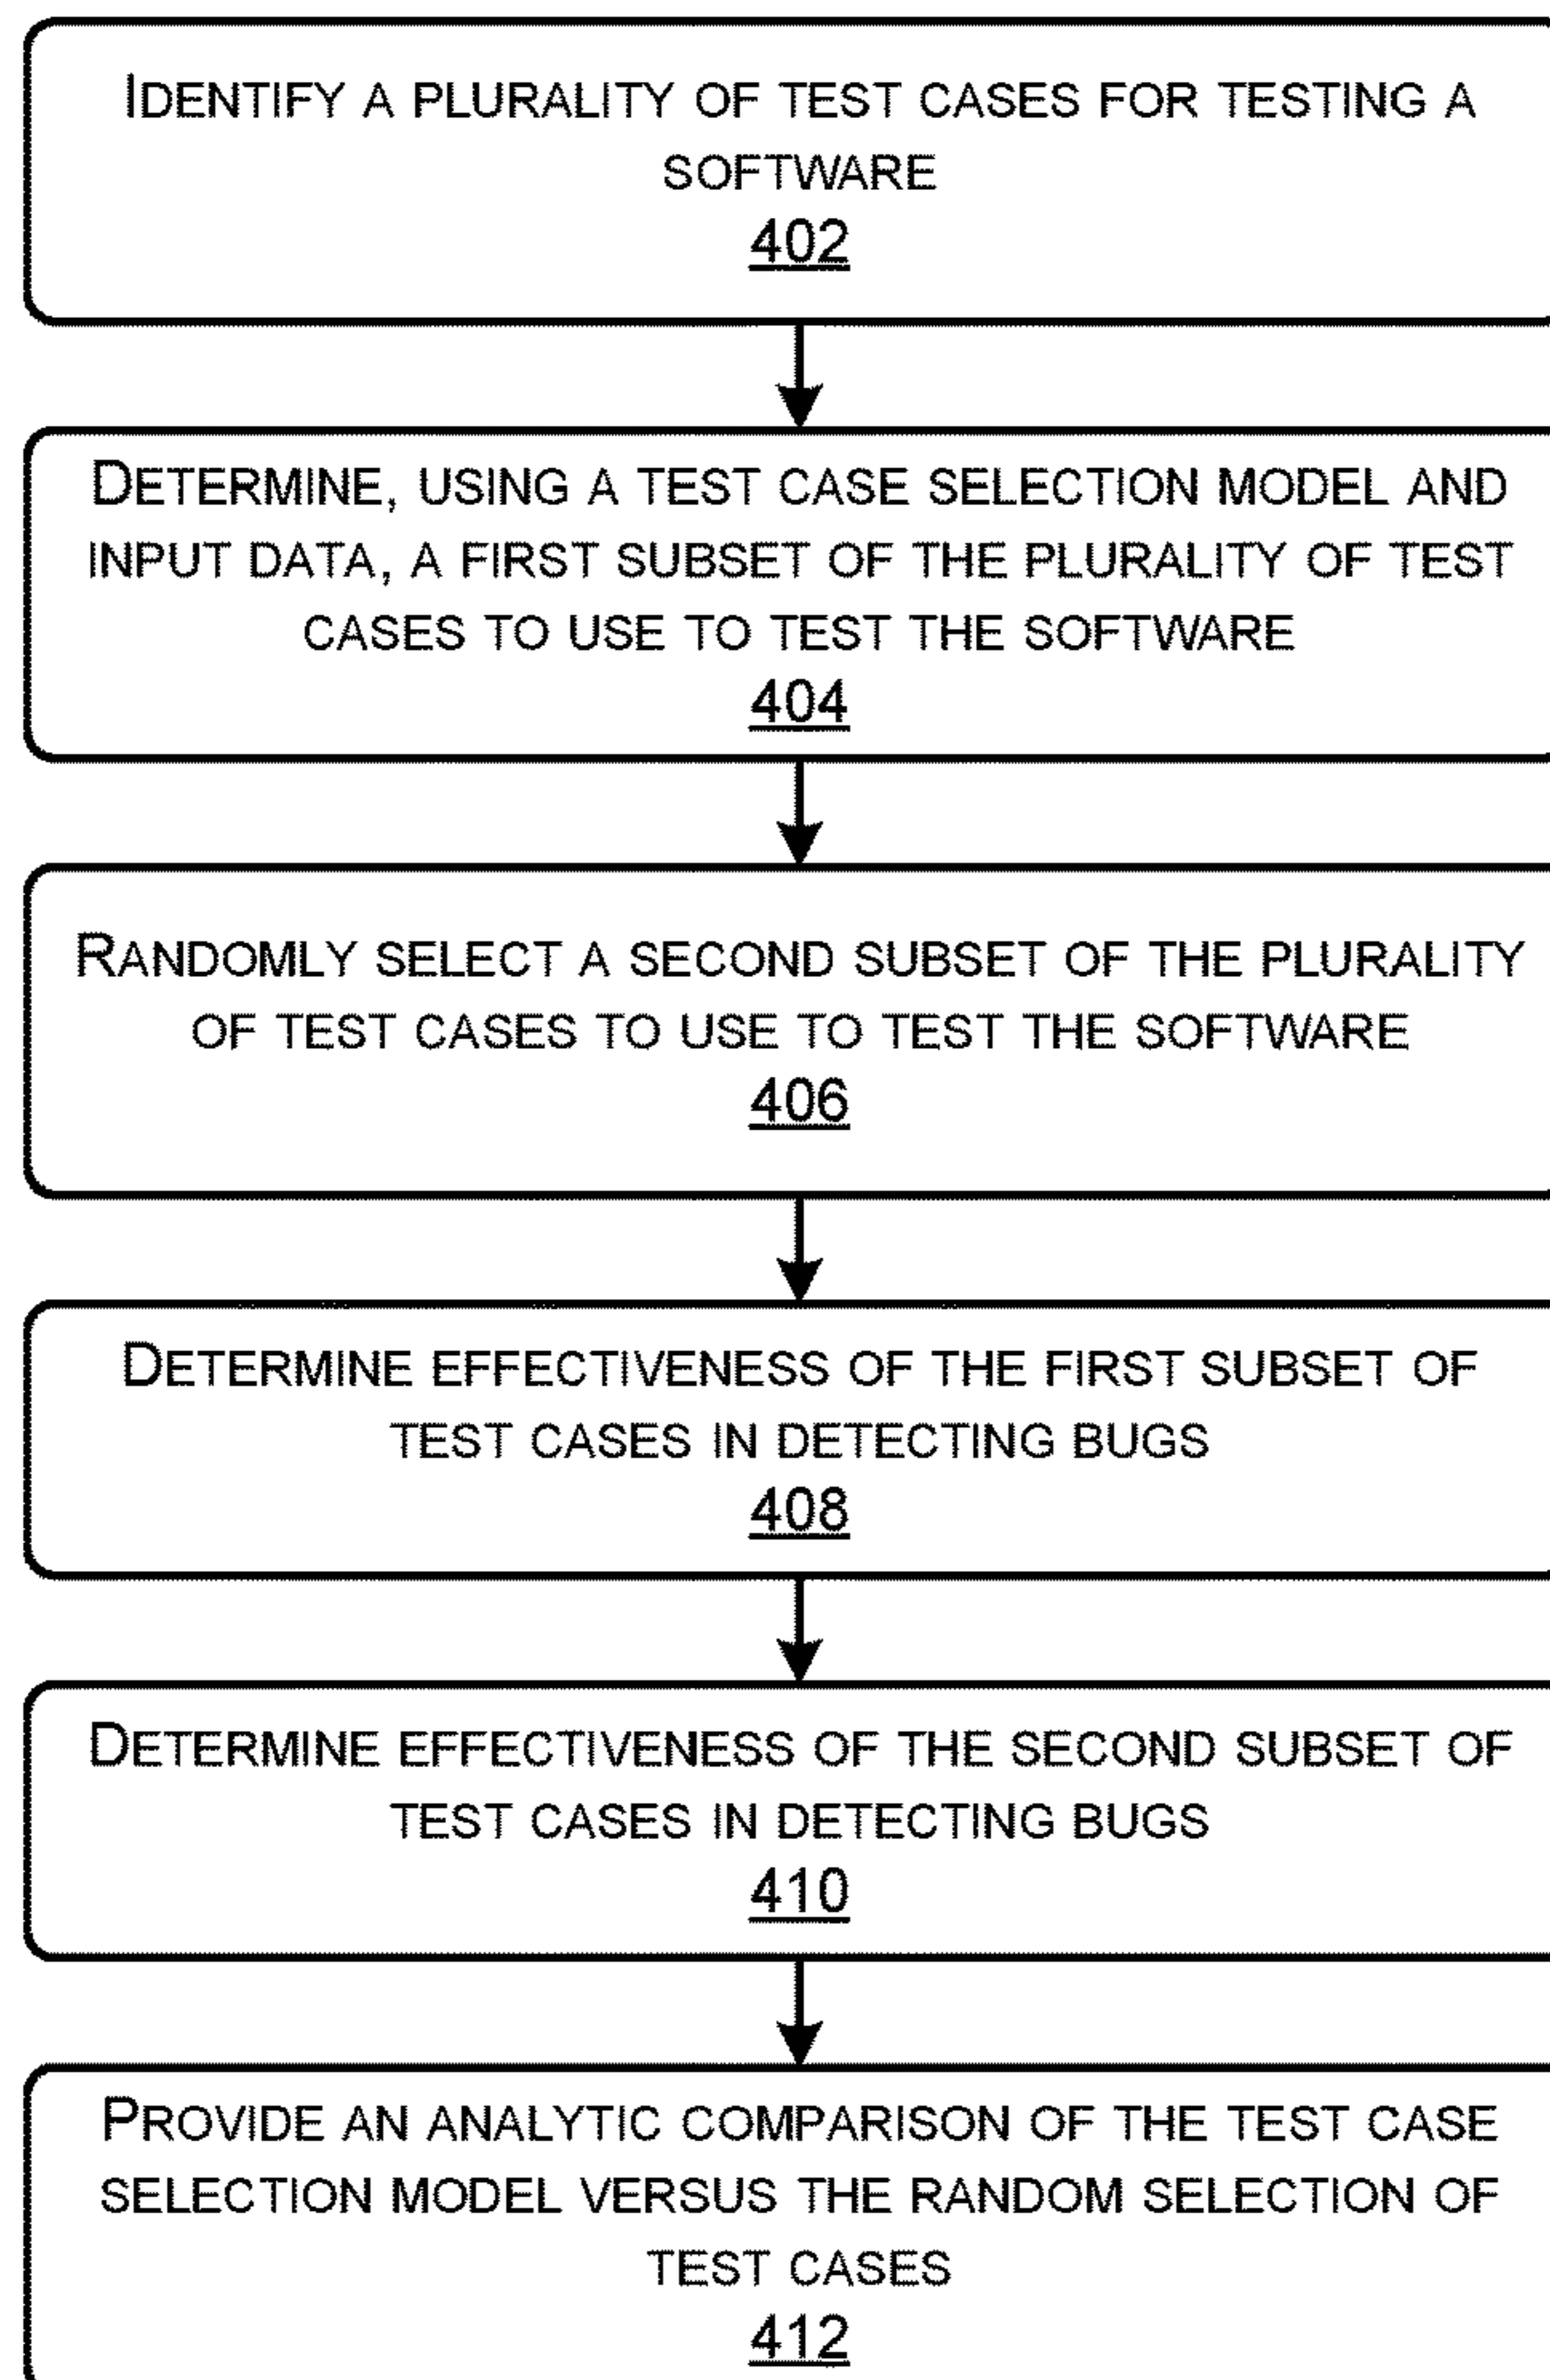 IDENTIFY A PLURALITY OF TEST CASES FOR TESTING A
SOFTWARE
402
DETERMINE, USING A TEST CASE SELECTION MODEL AND
INPUT DATA, A FIRST SUBSET OF THE PLURALITY OF TEST
CASES TO USE TO TEST THE SOFTWARE
404
RANDOMLY SELECT A SECOND SUBSET OF THE PLURALITY
OF TEST CASES TO USE TO TEST THE SOFTWARE
406
DETERMINE EFFECTIVENESS OF THE FIRST SUBSET OF
TEST CASES IN DETECTING BUGS
408
DETERMINE EFFECTIVENESS OF THE SECOND SUBSET OF
TEST CASES IN DETECTING BUGS
410
PROVIDE AN ANALYTIC COMPARISON OF THE TEST CASE
SELECTION MODEL VERSUS THE RANDOM SELECTION OF
TEST CASES
412